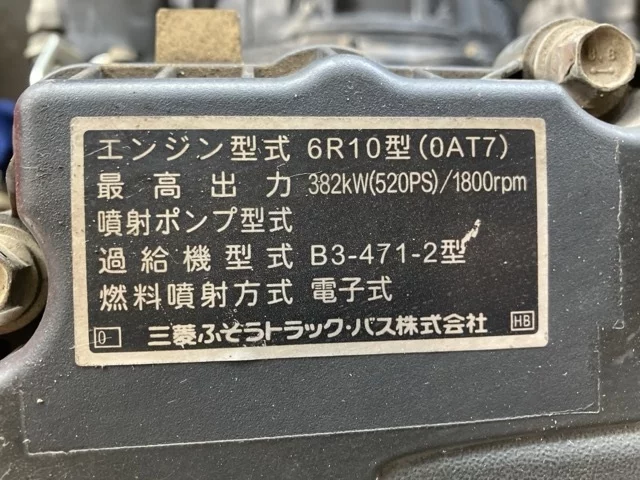 エンジン型式 6R10型(0AT7)
最高出力 382kW(520PS)/1800rpm
噴射ポンプ型式
過給機型式 B3-471-2型
燃料噴射方式 電子式
0 三菱ふそうトラック・バス株式会社 HB